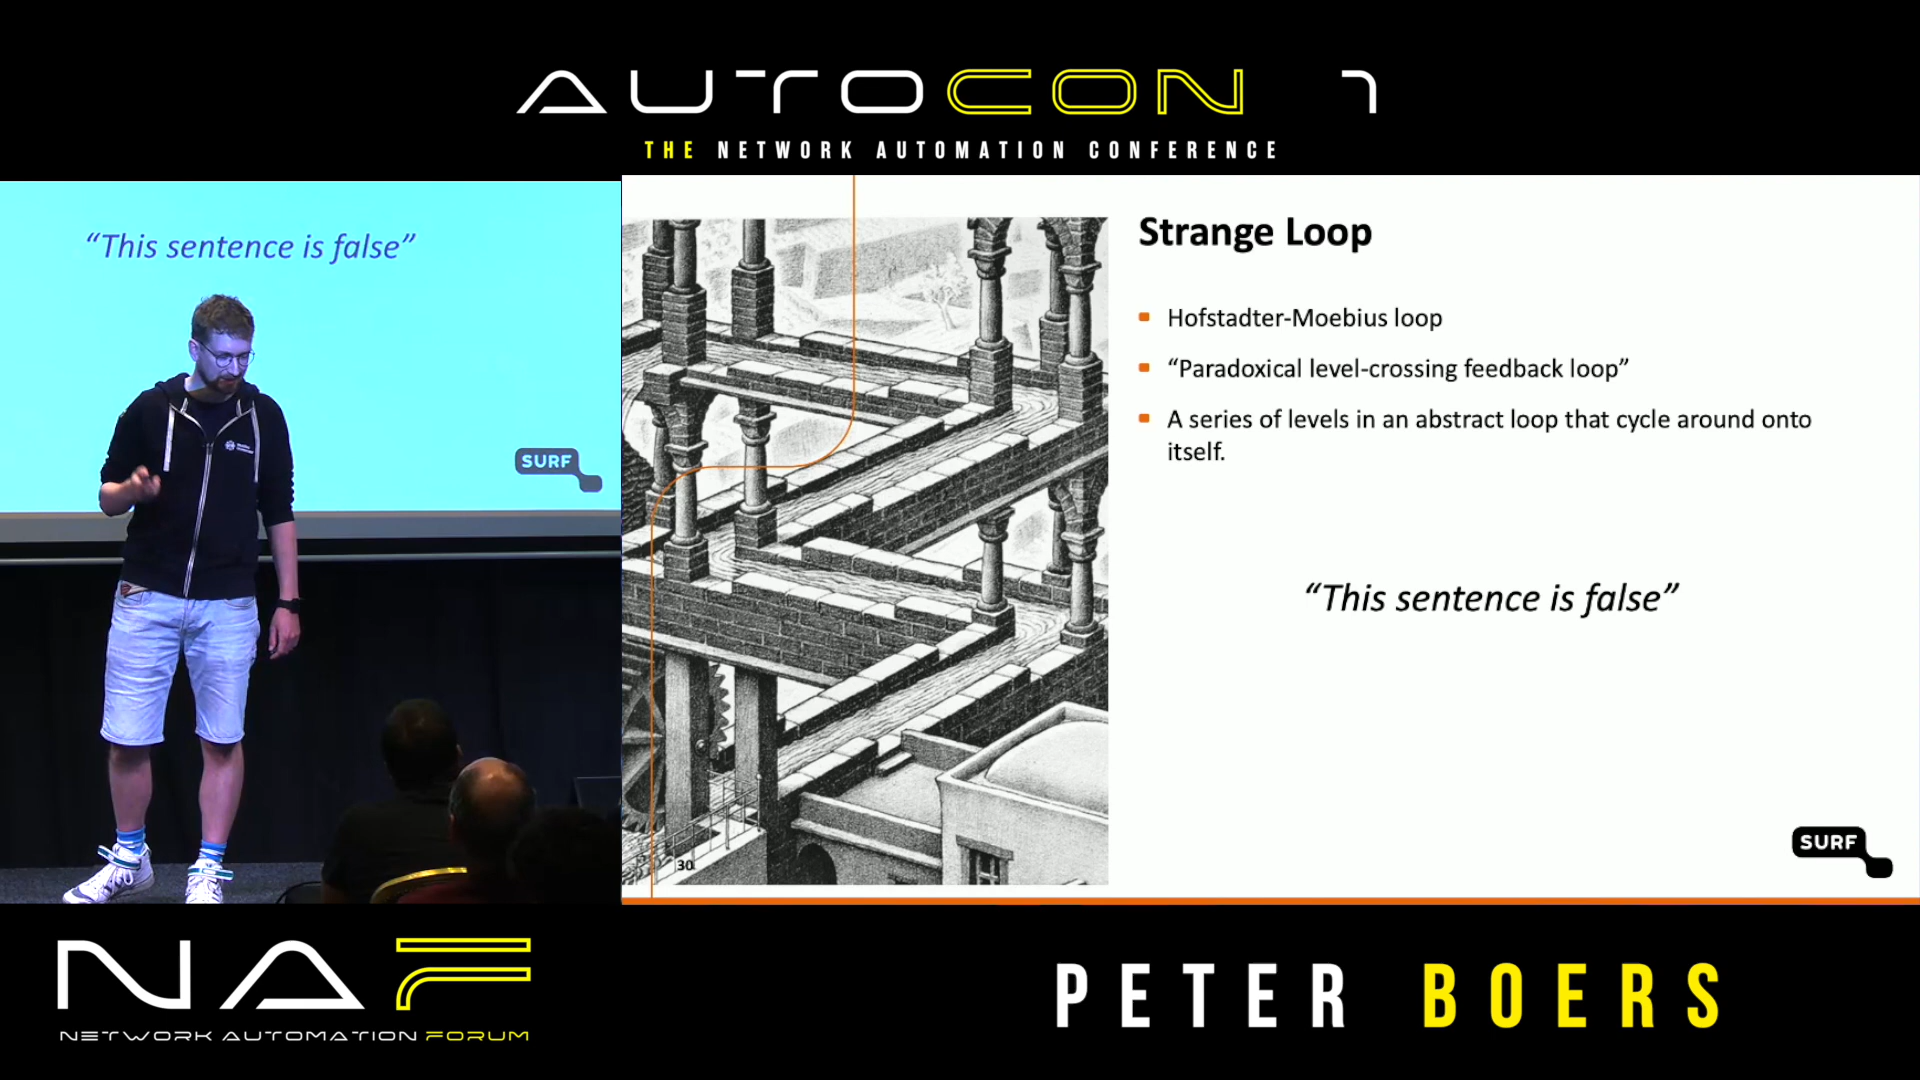 AUTOCON 1
THE NETWORK AUTOMATION CONFERENCE
“This sentence is false”
SURF
Strange Loop
Hofstadter-Moebius loop
“Paradoxical level-crossing feedback loop”
A series of levels in an abstract loop that cycle around onto
itself.
“This sentence is false”
30
SURF
NAF
NETWORK AUTOMATION FORUM
PETER BOERS